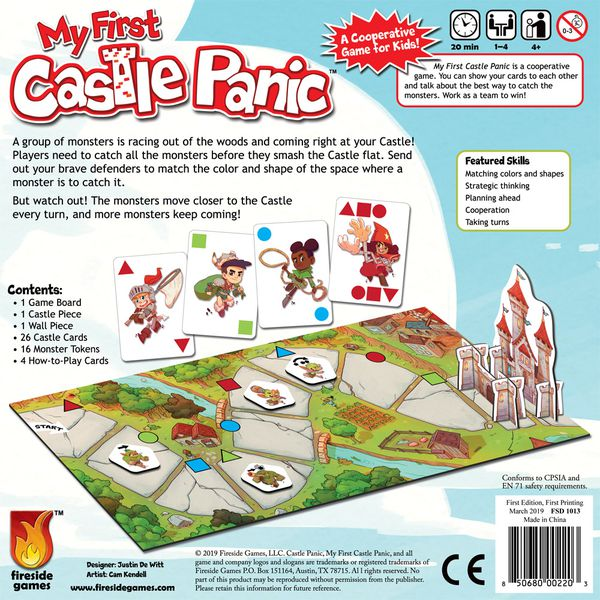 My First
Castle Panic™
A Cooperative
Game for Kids!
20 min
1–4
4+
0-3
My First Castle Panic is a cooperative
game. You can show your cards to each other
and talk about the best way to catch the
monsters. Work as a team to win!
A group of monsters is racing out of the woods and coming right at your Castle!
Players need to catch all the monsters before they smash the Castle flat. Send
out your brave defenders to match the color and shape of the space where a
monster is to catch it.
But watch out! The monsters move closer to the Castle
every turn, and more monsters keep coming!
Featured Skills
Matching colors and shapes
Strategic thinking
Planning ahead
Cooperation
Taking turns
Contents:
• 1 Game Board
• 1 Castle Piece
• 1 Wall Piece
• 26 Castle Cards
• 16 Monster Tokens
• 4 How-to-Play Cards
START
Conforms to CPSIA and
EN 71 safety requirements.
First Edition, First Printing
March 2019 FSD 1013
Made in China
™
fireside
games
Designer: Justin De Witt
Artist: Cam Kendell
www.firesidegames.com
© 2019 Fireside Games, LLC. Castle Panic, My First Castle Panic, and all
game and company logos and slogans are trademarks or registered trademarks of
Fireside Games P.O. Box 151164, Austin, TX 78715. All rights reserved. No
part of this product may be reproduced without permission from the publisher.
Please retain this information for future reference.
CE
8 50680 00220 3